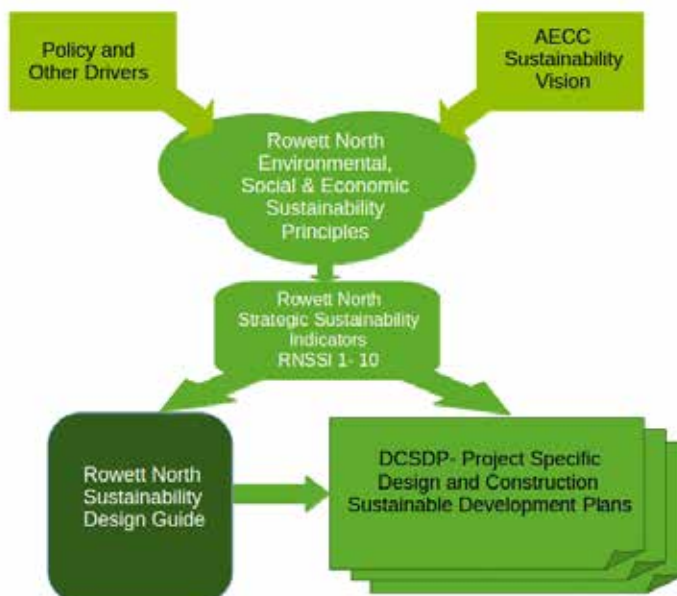 Policy and
Other Drivers
AECC
Sustainability
Vision
Rowett North
Environmental,
Social & Economic
Sustainability
Principles
Rowett North
Strategic Sustainability
Indicators
RNSSI 1- 10
Rowett North
Sustainability
Design Guide
DCSDP- Project Specific
Design and Construction
Sustainable Development Plans